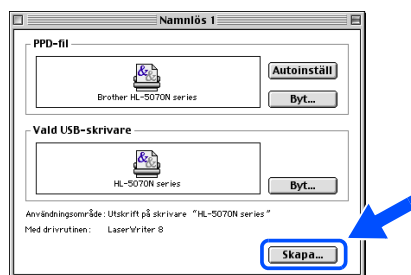 Namnlös 1
PPD-fil
Brother HL-5070N series
Autoinställ
Byt...
Vald USB-skrivare
HL-5070N series
Byt...
Användningsområde: Utskrift på skrivare "HL-5070N series"
Med drivrutinen: LaserWriter 8
Skapa...